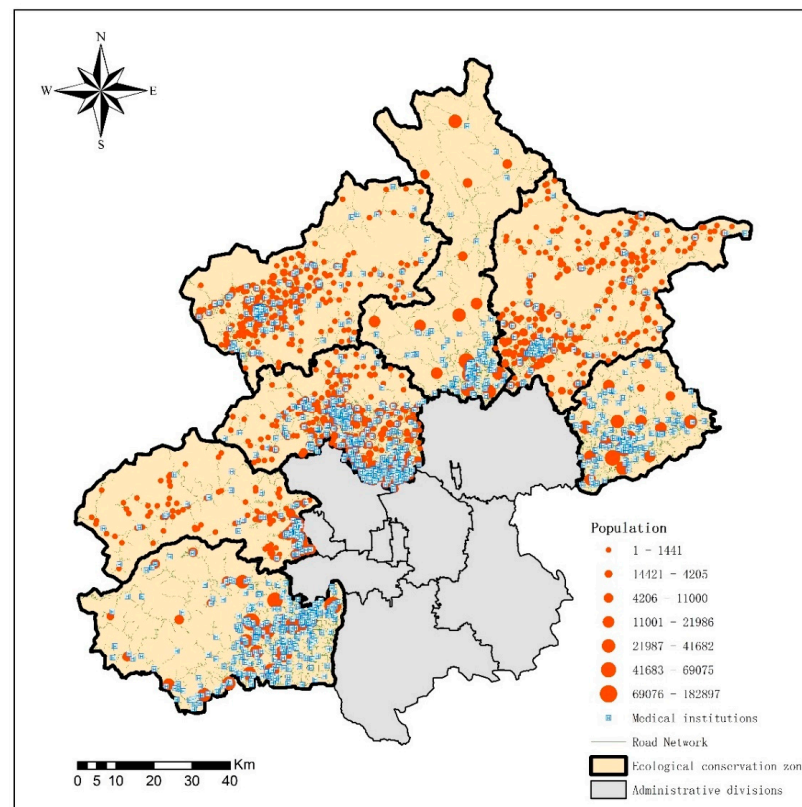 N
W E
S
Population
1 - 1441
14421 - 4205
4206 - 11000
11001 - 21986
21987 - 41682
41683 - 69075
69076 - 182897
Medical institutions
Road Network
Ecological conservation zon
Administrative divisions
Km
0 5 10 20 30 40